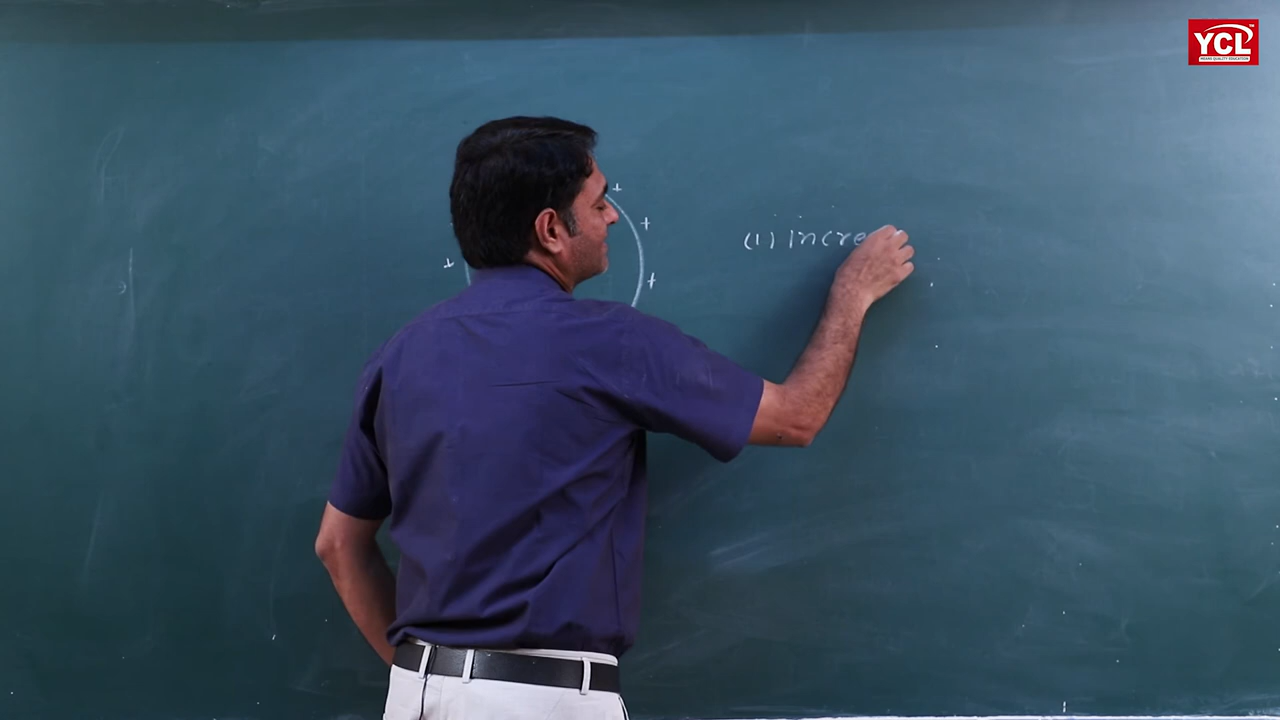 YCL
(1) Incre
+
+
+
+